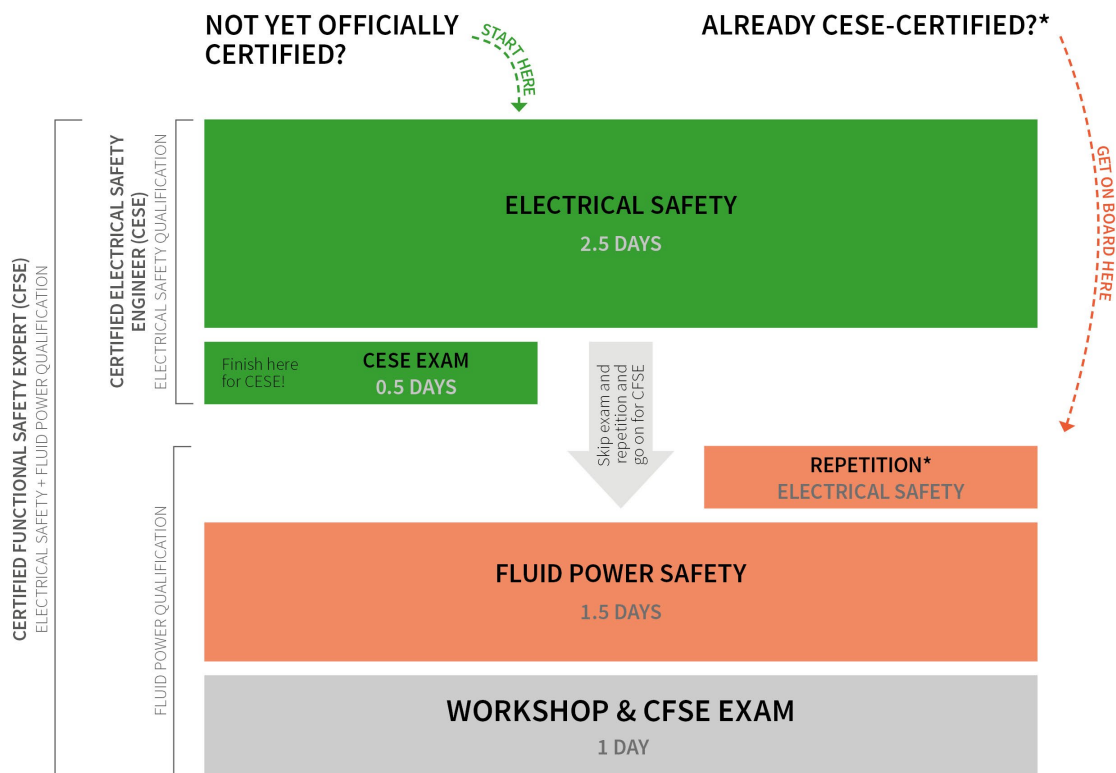 NOT YET OFFICIALLY
CERTIFIED?
START HERE
ALREADY CESE-CERTIFIED?*
GET ON BOARD HERE
CERTIFIED FUNCTIONAL SAFETY EXPERT (CFSE)
ELECTRICAL SAFETY + FLUID POWER QUALIFICATION
CERTIFIED ELECTRICAL SAFETY
ENGINEER (CESE)
ELECTRICAL SAFETY QUALIFICATION
ELECTRICAL SAFETY
2.5 DAYS
Finish here
for CESE!
CESE EXAM
0.5 DAYS
Skip exam and
repetition and
go on for CFSE
REPETITION*
ELECTRICAL SAFETY
FLUID POWER QUALIFICATION
FLUID POWER SAFETY
1.5 DAYS
WORKSHOP & CFSE EXAM
1 DAY